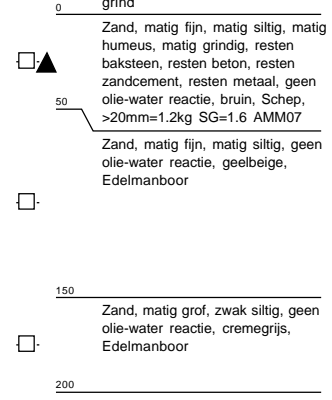 grind
0
Zand, matig fijn, matig siltig, matig
humeus, matig grindig, resten
baksteen, resten beton, resten
zandcement, resten metaal, geen
olie-water reactie, bruin, Schep,
>20mm=1.2kg SG=1.6 AMM07
50
Zand, matig fijn, matig siltig, geen
olie-water reactie, geelbeige,
Edelmanboor
150
Zand, matig grof, zwak siltig, geen
olie-water reactie, cremegrijs,
Edelmanboor
200